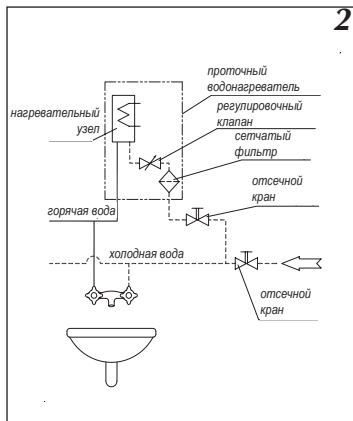 2
проточный
водонагреватель
нагревательный
узел
регулировочный
клапан
сетчатый
фильтр
отсечной
кран
горячая вода
холодная вода
отсечной
кран